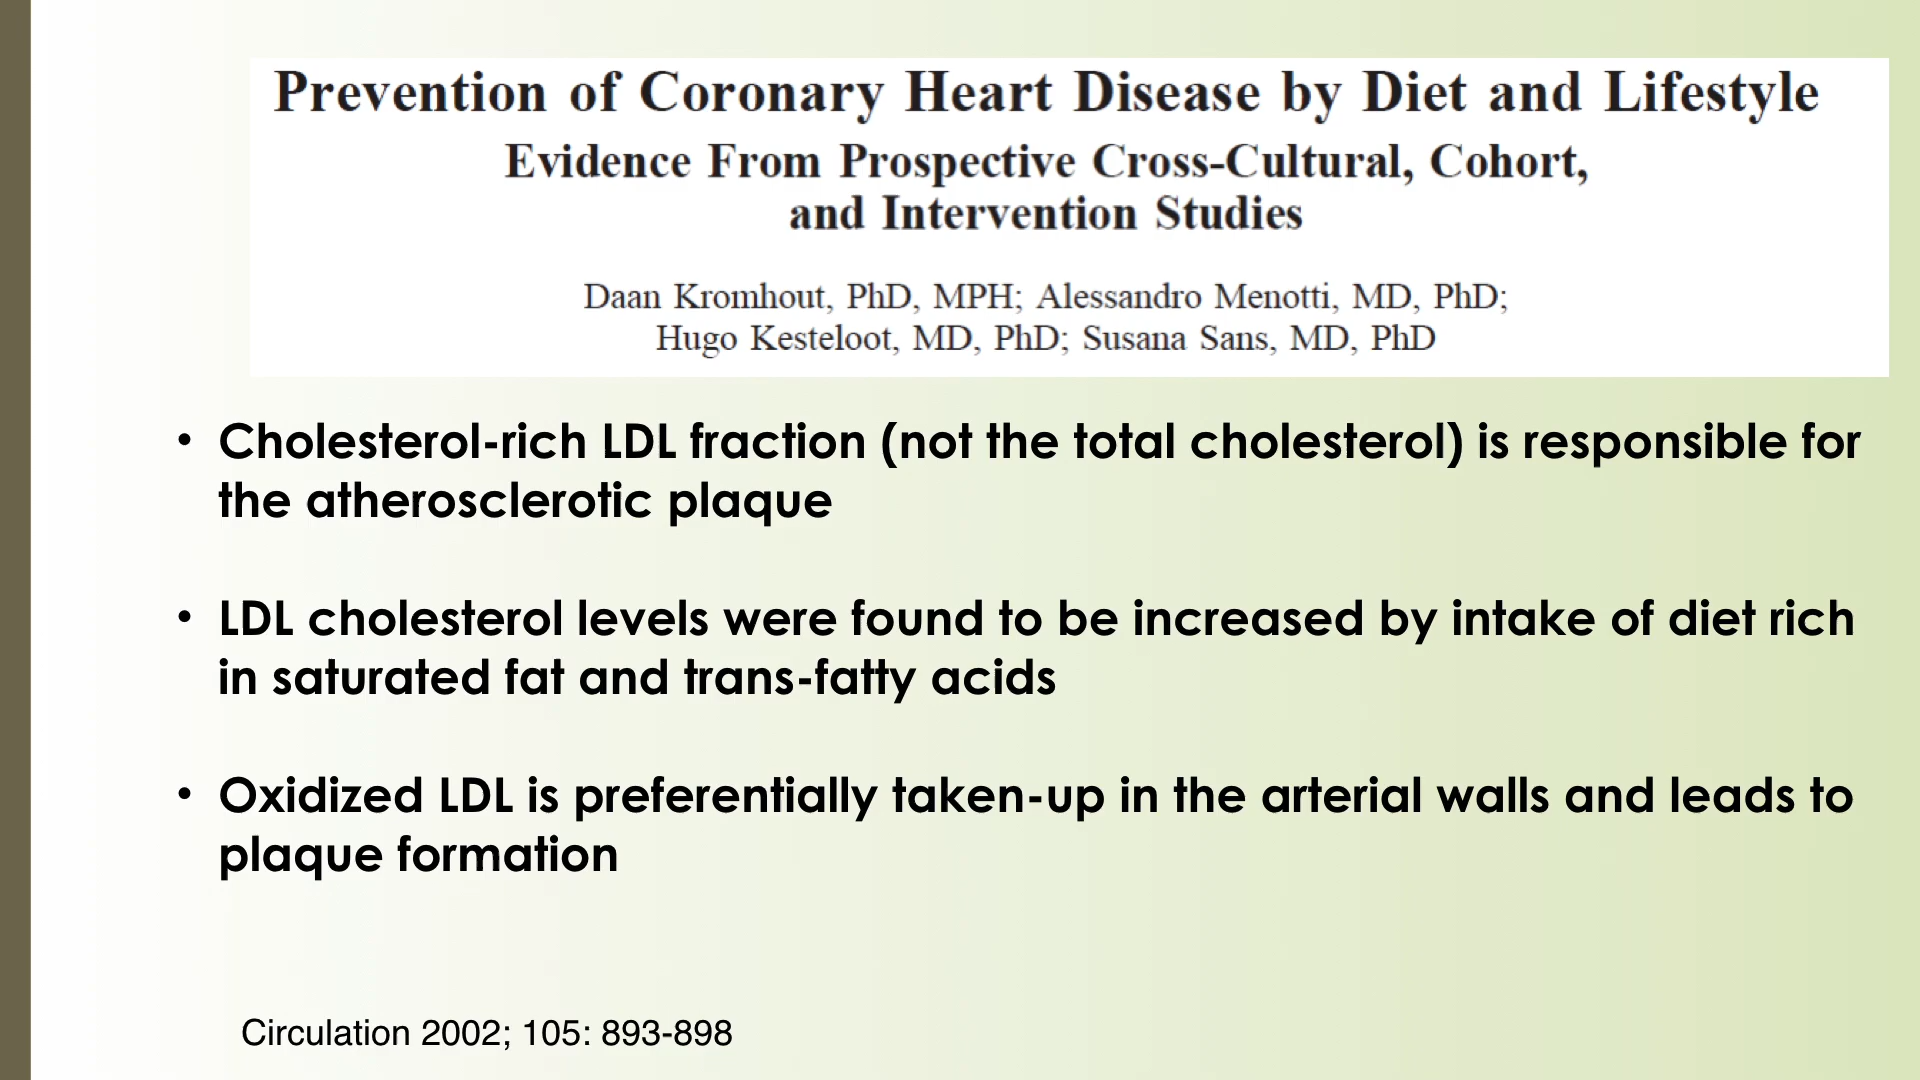 Prevention of Coronary Heart Disease by Diet and Lifestyle
Evidence From Prospective Cross-Cultural, Cohort,
and Intervention Studies
Daan Kromhout, PhD, MPH; Alessandro Menotti, MD, PhD;
Hugo Kesteloot, MD, PhD; Susana Sans, MD, PhD
• Cholesterol-rich LDL fraction (not the total cholesterol) is responsible for
the atherosclerotic plaque
• LDL cholesterol levels were found to be increased by intake of diet rich
in saturated fat and trans-fatty acids
• Oxidized LDL is preferentially taken-up in the arterial walls and leads to
plaque formation
Circulation 2002; 105: 893-898